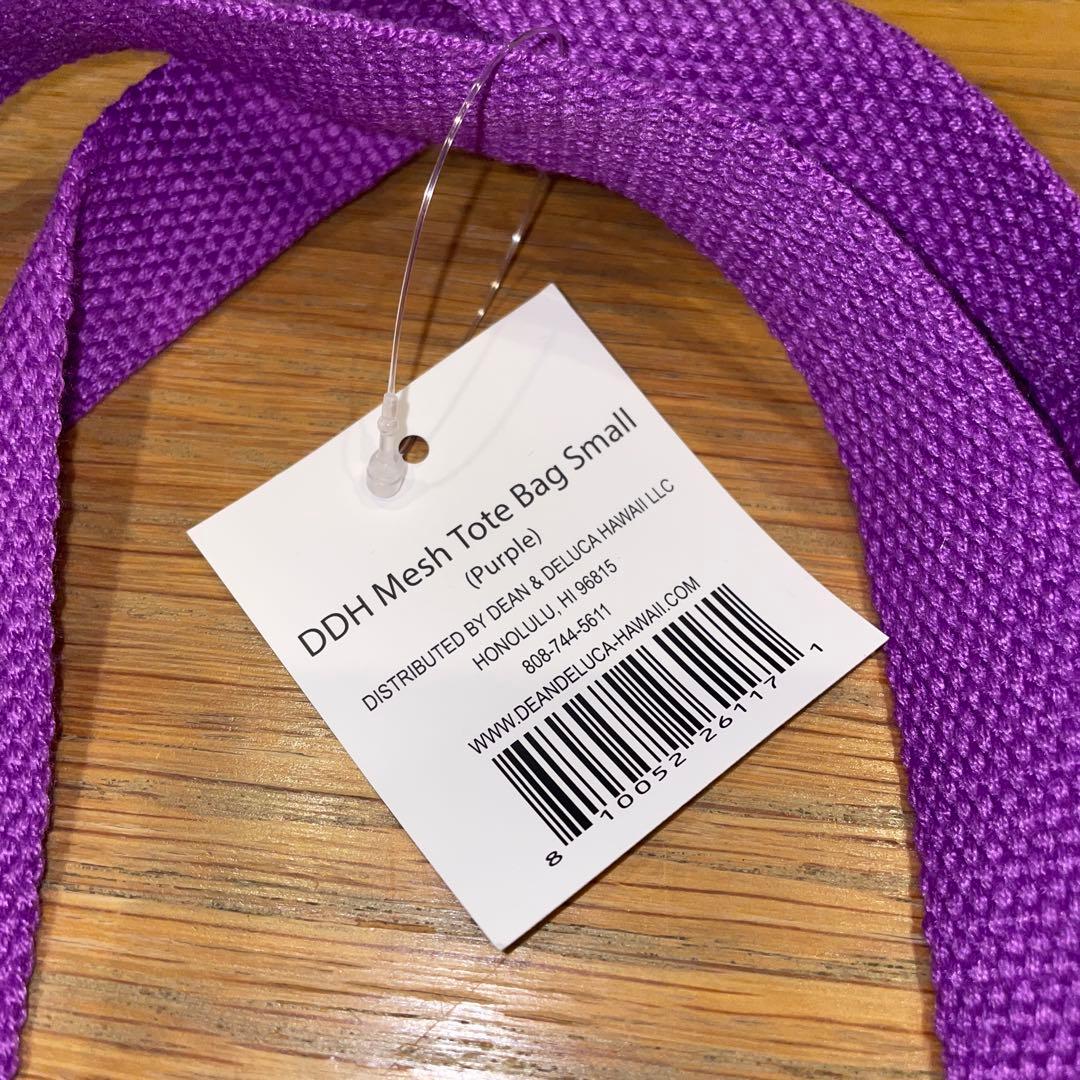 DDH Mesh Tote Bag Small
(Purple)
DISTRIBUTED BY DEAN & DELUCA HAWAII LLC
HONOLULU, HI 96815
808-744-5611
WWW.DEANDELUCA-HAWAII.COM
8 10052 26117 1